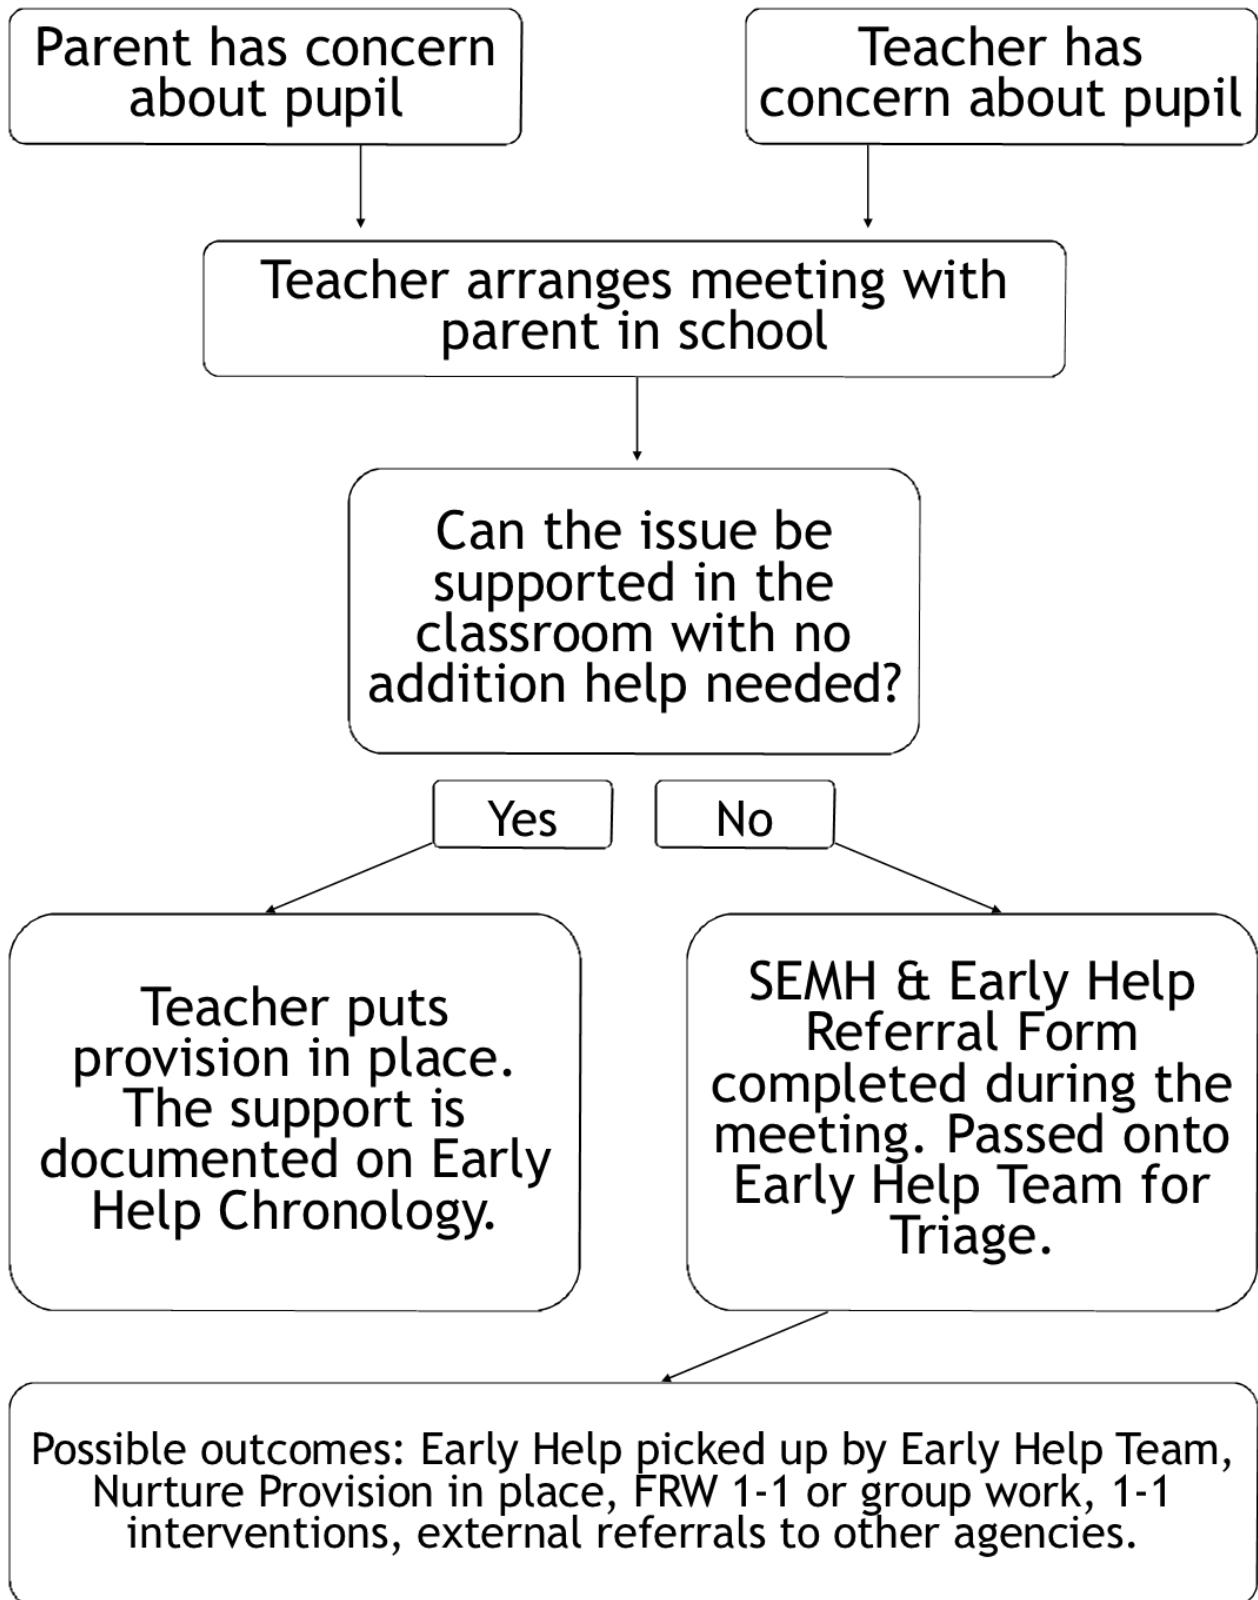 Parent has concern
about pupil
Teacher has
concern about pupil
Teacher arranges meeting with
parent in school
Can the issue be
supported in the
classroom with no
addition help needed?
Yes
No
Teacher puts
provision in place.
The support is
documented on Early
Help Chronology.
SEMH & Early Help
Referral Form
completed during the
meeting. Passed onto
Early Help Team for
Triage.
Possible outcomes: Early Help picked up by Early Help Team,
Nurture Provision in place, FRW 1-1 or group work, 1-1
interventions, external referrals to other agencies.